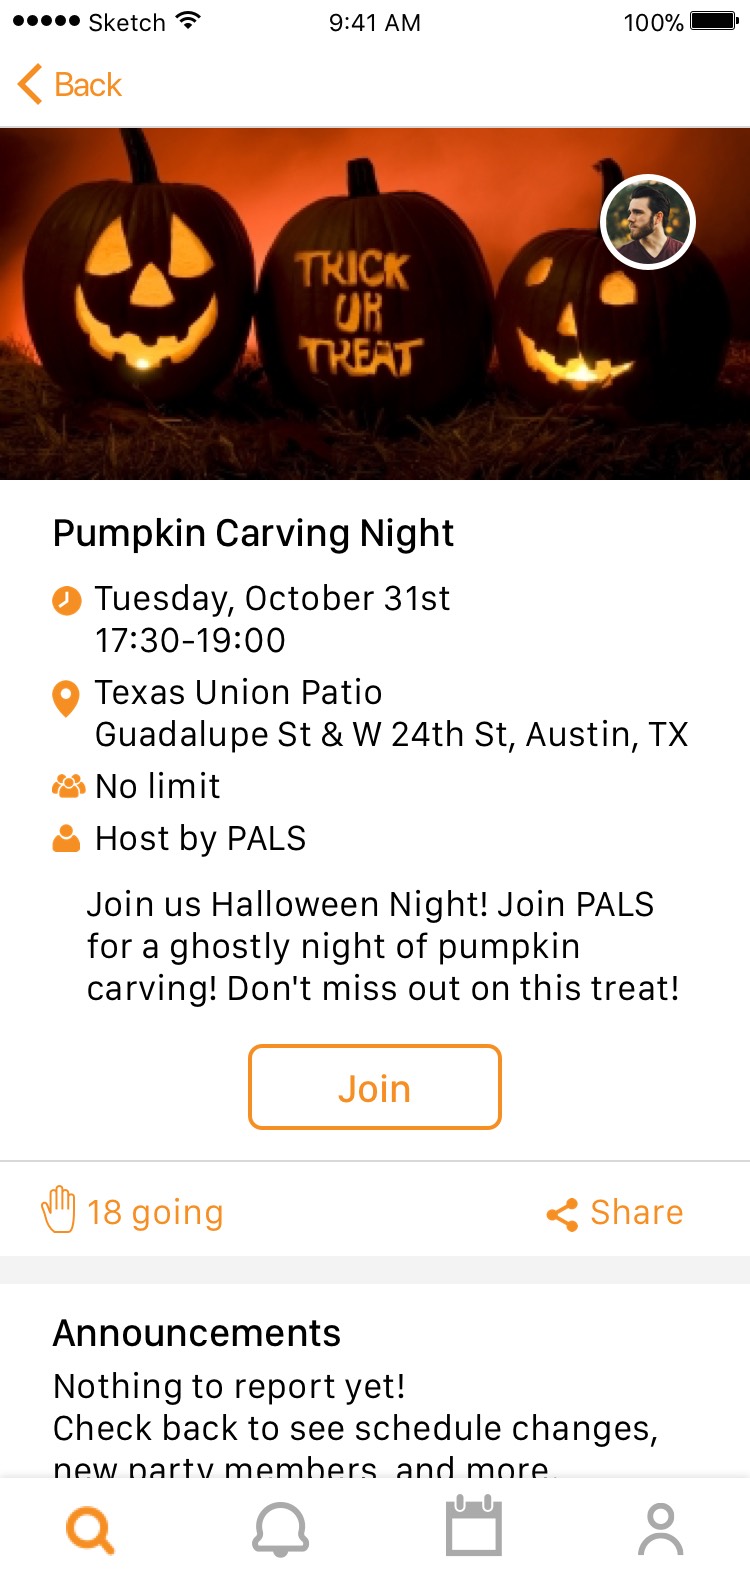 Sketch 9:41 AM 100%
Back
TRICK
OR
TREAT
Pumpkin Carving Night
Tuesday, October 31st
17:30-19:00
Texas Union Patio
Guadalupe St & W 24th St, Austin, TX
No limit
Host by PALS
Join us Halloween Night! Join PALS
for a ghostly night of pumpkin
carving! Don't miss out on this treat!
Join
18 going Share
Announcements
Nothing to report yet!
Check back to see schedule changes,
new party members, and more.